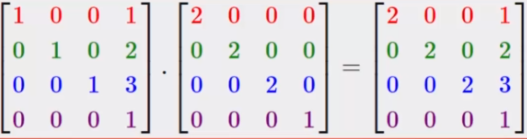 1 0 0 1   2 0 0 0   2 0 0 1
0 1 0 2   0 2 0 0   0 2 0 2
0 0 1 3 · 0 0 2 0 = 0 0 2 3
0 0 0 1   0 0 0 1   0 0 0 1